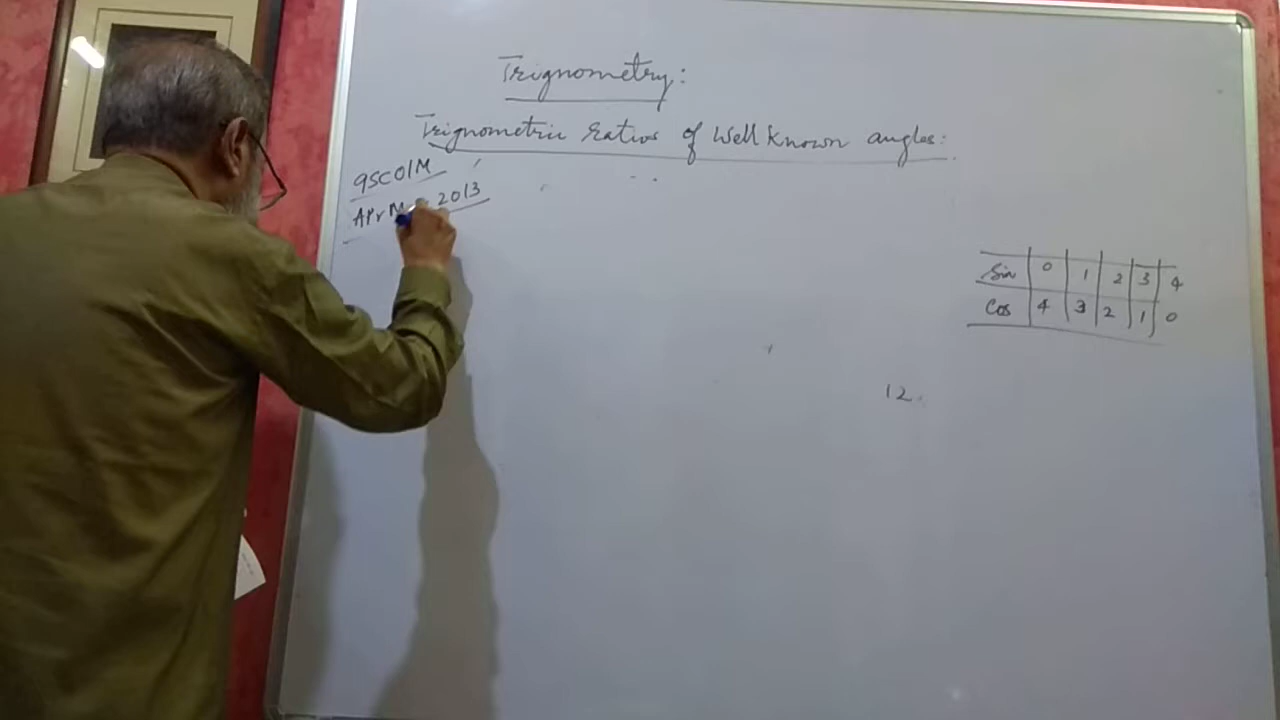 Trignometry:
Trignometric Ratios of Well Known angles:
9SC01M
APr M 2013
Sin 0 1 2 3 4
Cos 4 3 2 1 0
12.